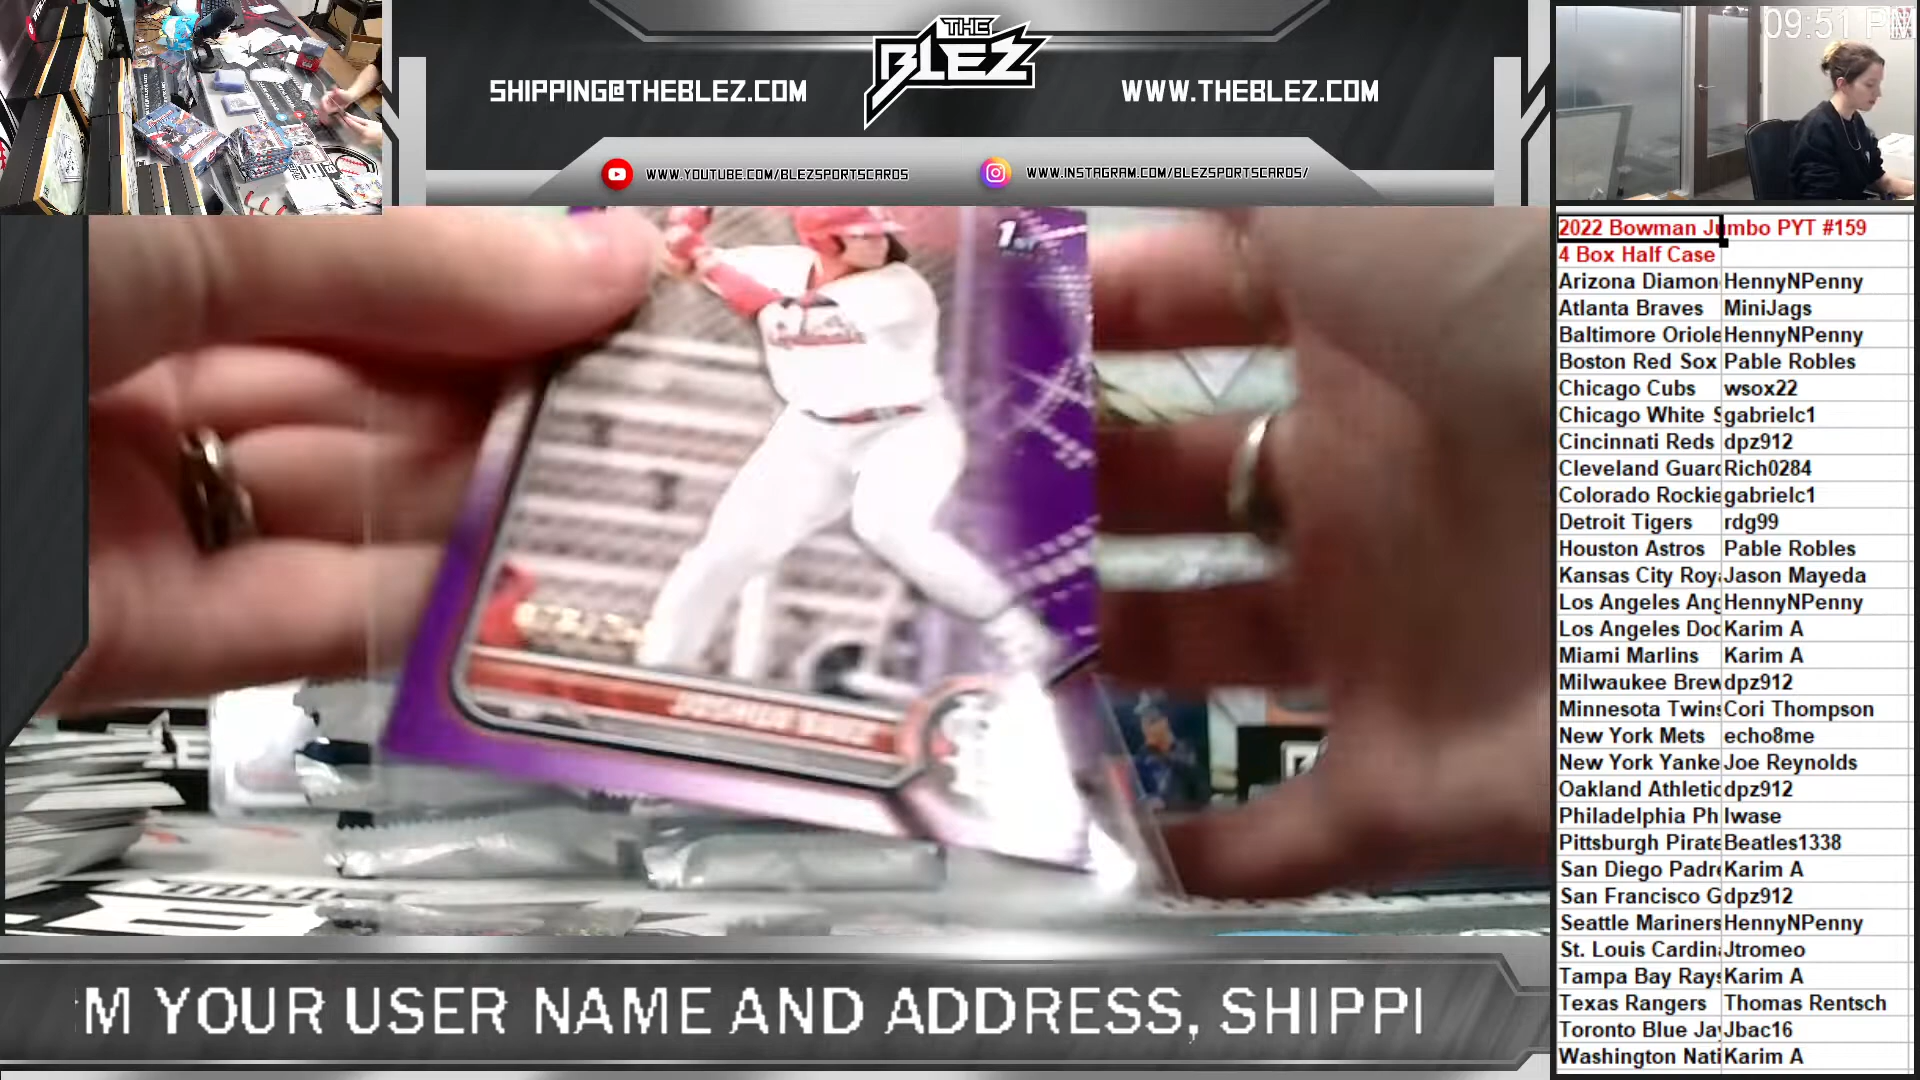 THE
BLEZ
SHIPPING@THEBLEZ.COM
WWW.THEBLEZ.COM
WWW.YOUTUBE.COM/BLEZSPORTSCARDS
WWW.INSTAGRAM.COM/BLEZSPORTSCARDS/
09:51 PM
1st
Cardinals
2022 Bowman Jumbo PYT #159
4 Box Half Case
Arizona Diamon HennyNPenny
Atlanta Braves MiniJags
Baltimore Oriole HennyNPenny
Boston Red Sox Pable Robles
Chicago Cubs wsox22
Chicago White S gabrielc1
Cincinnati Reds dpz912
Cleveland Guard Rich0284
Colorado Rockie gabrielc1
Detroit Tigers rdg99
Houston Astros Pable Robles
Kansas City Roya Jason Mayeda
Los Angeles Ang HennyNPenny
Los Angeles Dod Karim A
Miami Marlins Karim A
Milwaukee Brew dpz912
Minnesota Twins Cori Thompson
New York Mets echo8me
New York Yanke Joe Reynolds
Oakland Athletic dpz912
Philadelphia Ph Iwase
Pittsburgh Pirate Beatles1338
San Diego Padre Karim A
San Francisco G dpz912
Seattle Mariners HennyNPenny
St. Louis Cardina Jtromeo
Tampa Bay Rays Karim A
Texas Rangers Thomas Rentsch
Toronto Blue Jay Jbac16
Washington Nati Karim A
M YOUR USER NAME AND ADDRESS, SHIPPI